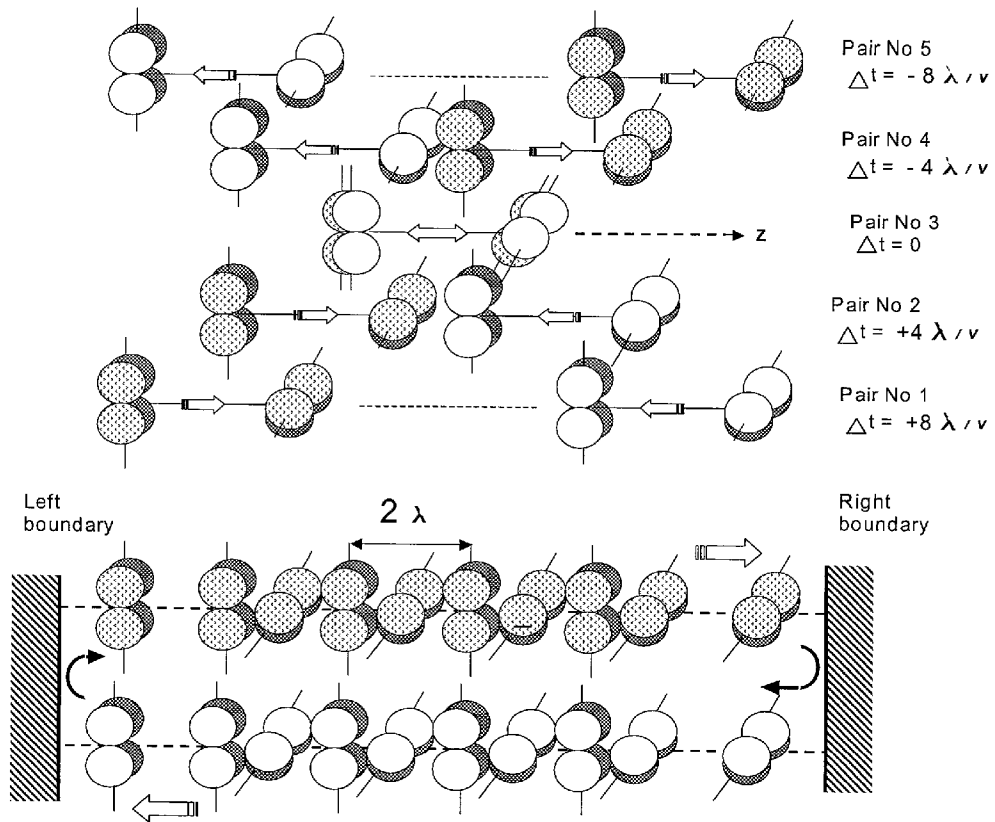 Pair No 5
△t = - 8 λ / v
Pair No 4
△t = - 4 λ / v
z
Pair No 3
△t = 0
Pair No 2
△t = +4 λ / v
Pair No 1
△t = +8 λ / v
Left
boundary
2 λ
Right
boundary